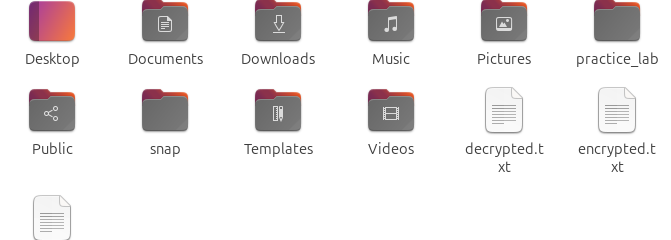 Desktop
Documents
Downloads
Music
Pictures
practice_lab
Public
snap
Templates
Videos
decrypted.t
xt
encrypted.t
xt